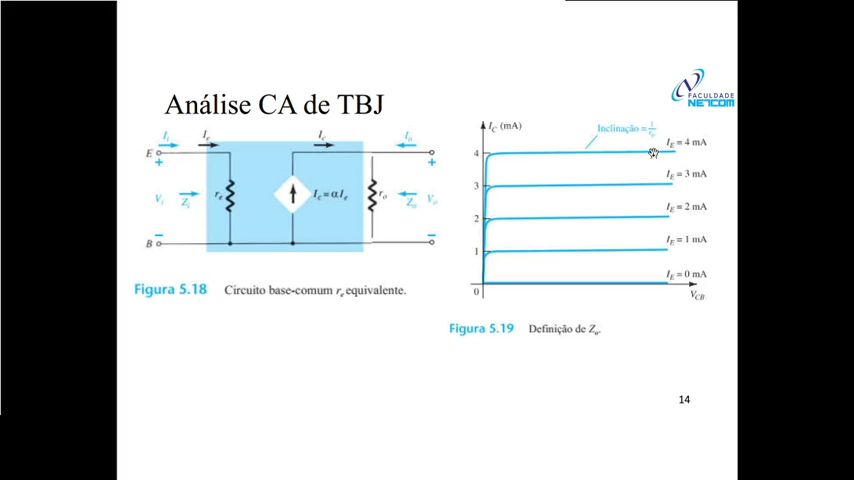 Análise CA de TBJ
FACULDADE
NETCOM
I_i
I_e
I_c
I_o
E
+
+
V_i
Z_i
r_e
I_c = αI_e
r_o
Z_o
V_o
B
Figura 5.18 Circuito base-comum r_e equivalente.
I_C (mA)
Inclinação = 1/r_o
4
I_E = 4 mA
3
I_E = 3 mA
2
I_E = 2 mA
1
I_E = 1 mA
I_E = 0 mA
0
V_CB
Figura 5.19 Definição de Z_o.
14